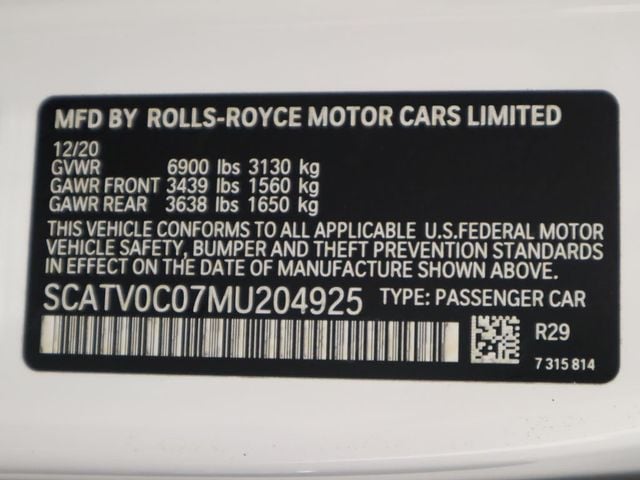 MFD BY ROLLS-ROYCE MOTOR CARS LIMITED
12/20
GVWR 6900 lbs 3130 kg
GAWR FRONT 3439 lbs 1560 kg
GAWR REAR 3638 lbs 1650 kg
THIS VEHICLE CONFORMS TO ALL APPLICABLE U.S.FEDERAL MOTOR
VEHICLE SAFETY, BUMPER AND THEFT PREVENTION STANDARDS
IN EFFECT ON THE DATE OF MANUFACTURE SHOWN ABOVE.
SCATV0C07MU204925 TYPE: PASSENGER CAR
R29
7 315 814